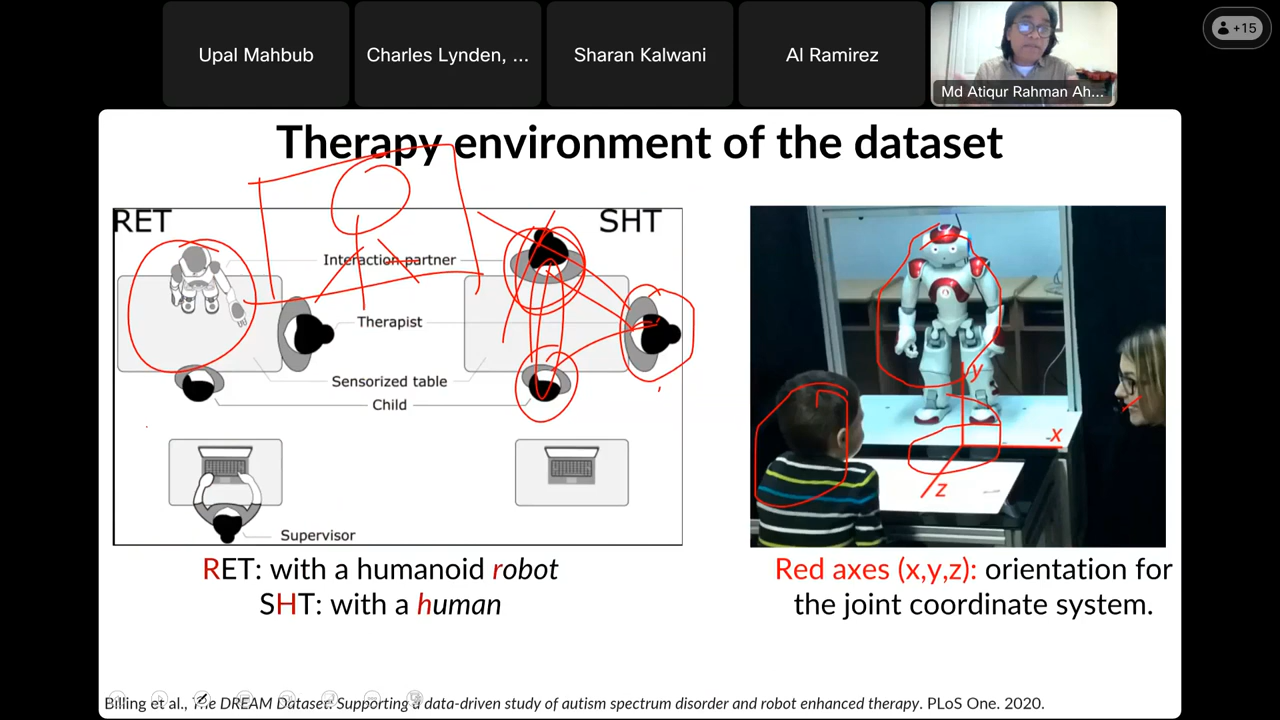 Upal Mahbub
Charles Lynden, ...
Sharan Kalwani
Al Ramirez
Md Atiqur Rahman Ah...
+15
Therapy environment of the dataset
RET
SHT
Interaction partner
Therapist
Sensorized table
Child
Supervisor
y
x
z
RET: with a humanoid robot
SHT: with a human
Red axes (x,y,z): orientation for
the joint coordinate system.
Billing et al., The DREAM Dataset: Supporting a data-driven study of autism spectrum disorder and robot enhanced therapy. PLoS One. 2020.